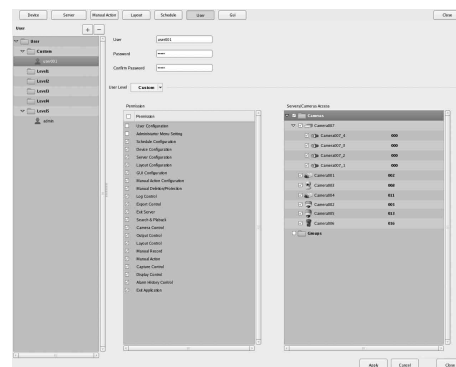 Device Server Manual Action Layout Schedule User GUI Close
User + −
User
Custom
user001
Level1
Level2
Level3
Level4
Level5
admin
User user001
Password
Confirm Password
User Level Custom
Permission
Permission
User Configuration
Administrator Menu Setting
Schedule Configuration
Device Configuration
Server Configuration
Layout Configuration
GUI Configuration
Manual Action Configuration
Manual Deletion/Protection
Log Control
Export Control
Exit Server
Search & Playback
Camera Control
Output Control
Layout Control
Manual Record
Manual Action
Capture Control
Display Control
Alarm History Control
Exit Application
Servers/Cameras Access
Cameras
Camera007
Camera007_4 000
Camera007_3 000
Camera007_2 000
Camera007_1 000
Camera001 002
Camera003 008
Camera004 011
Camera002 005
Camera005 013
Camera006 016
Groups
Apply Cancel Close